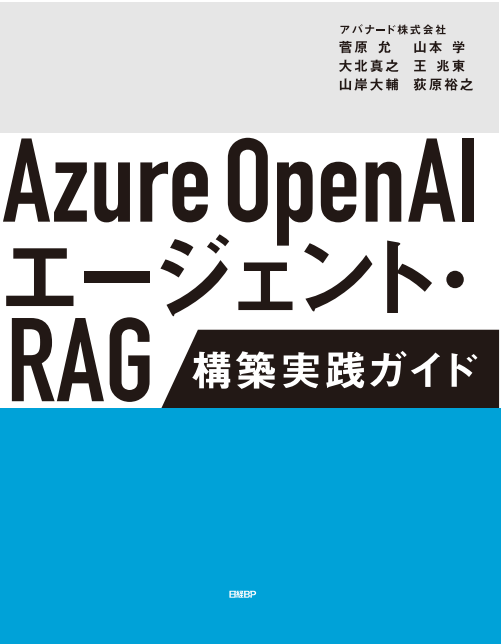 アバナード株式会社
菅原 允 山本 学
大北真之 王 兆東
山岸大輔 荻原裕之
Azure OpenAI
エージェント・
RAG 構築実践ガイド
日経BP